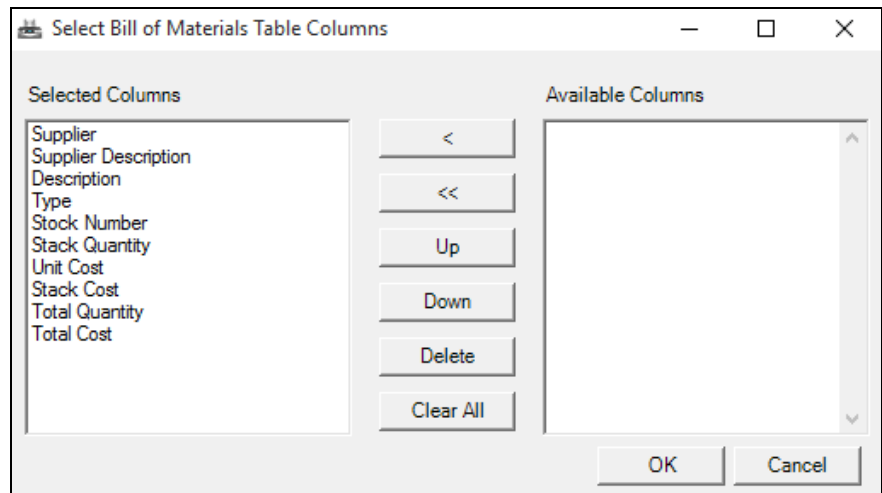 Select Bill of Materials Table Columns
Selected Columns
Available Columns
Supplier
Supplier Description
Description
Type
Stock Number
Stack Quantity
Unit Cost
Stack Cost
Total Quantity
Total Cost
<
<<
Up
Down
Delete
Clear All
OK
Cancel